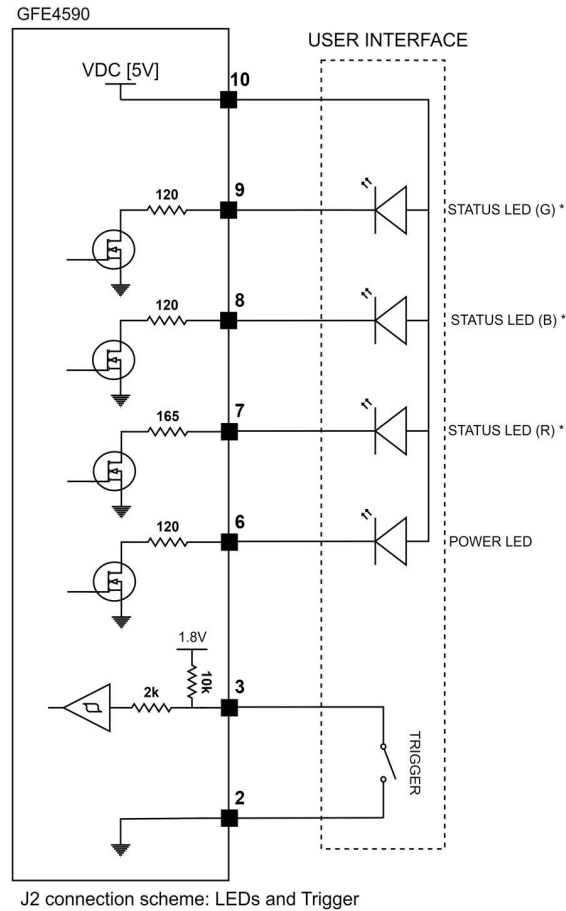 GFE4590
USER INTERFACE
VDC [5V]
10
120
9
STATUS LED (G) *
120
8
STATUS LED (B) *
165
7
STATUS LED (R) *
120
6
POWER LED
1.8V
10k
2k
3
TRIGGER
2
J2 connection scheme: LEDs and Trigger